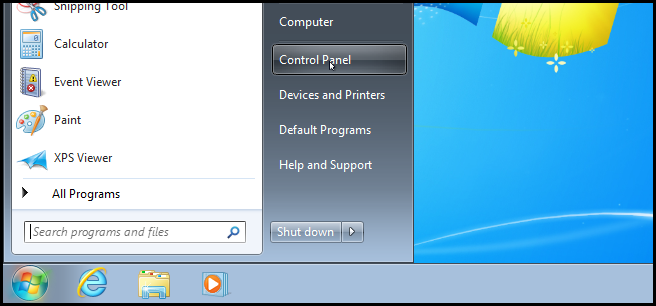 Snipping Tool
Calculator
Event Viewer
Paint
XPS Viewer
All Programs
Search programs and files
Computer
Control Panel
Devices and Printers
Default Programs
Help and Support
Shut down